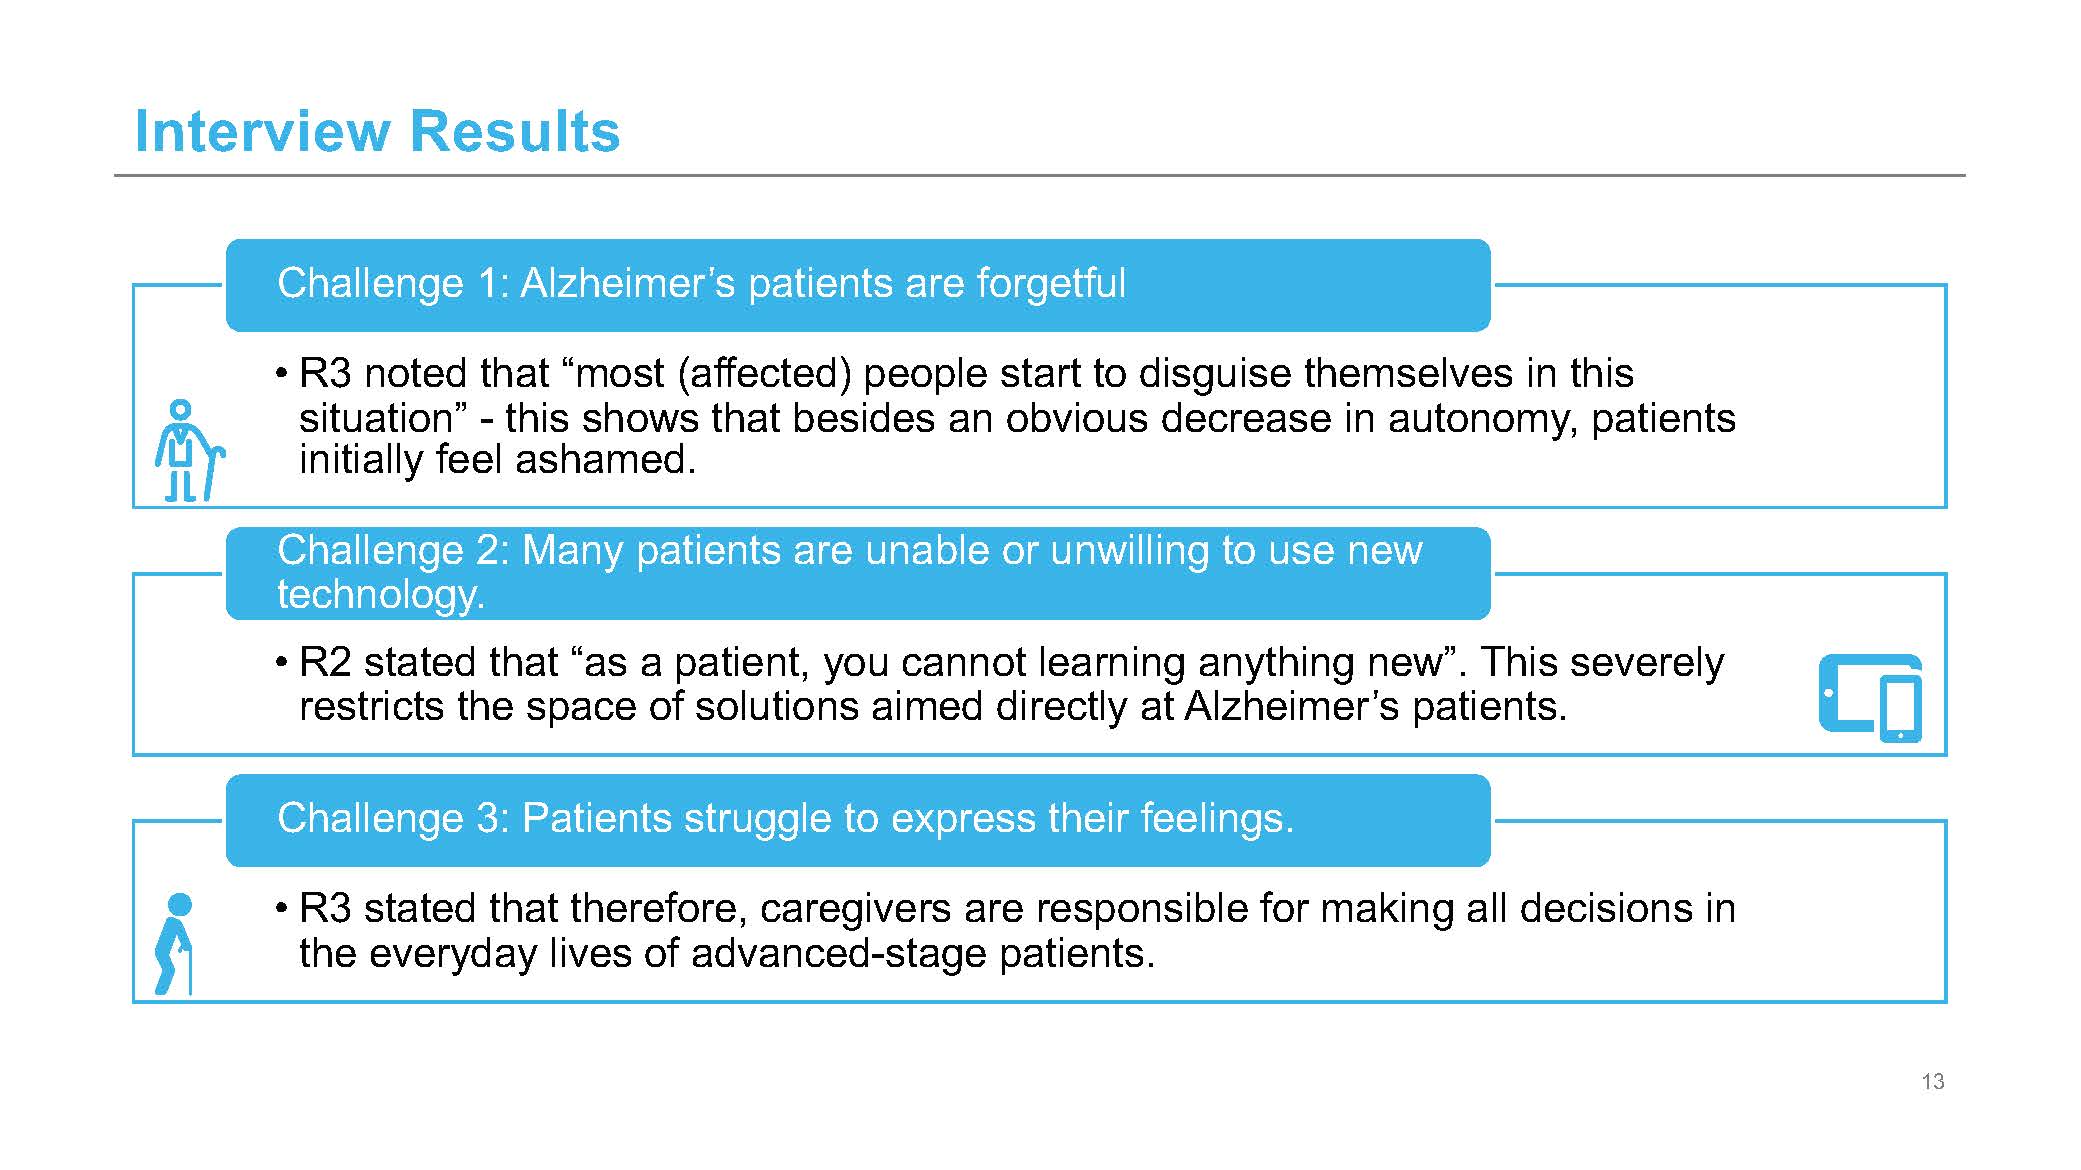 Interview Results
Challenge 1: Alzheimer’s patients are forgetful
• R3 noted that “most (affected) people start to disguise themselves in this
situation” - this shows that besides an obvious decrease in autonomy, patients
initially feel ashamed.
Challenge 2: Many patients are unable or unwilling to use new
technology.
• R2 stated that “as a patient, you cannot learning anything new”. This severely
restricts the space of solutions aimed directly at Alzheimer’s patients.
Challenge 3: Patients struggle to express their feelings.
• R3 stated that therefore, caregivers are responsible for making all decisions in
the everyday lives of advanced-stage patients.
13